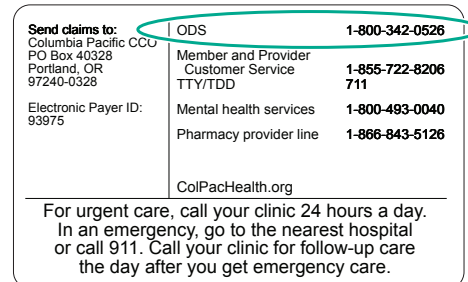 Send claims to:
Columbia Pacific CCO
PO Box 40328
Portland, OR
97240-0328
Electronic Payer ID:
93975
ODS 1-800-342-0526
Member and Provider
Customer Service 1-855-722-8206
TTY/TDD 711
Mental health services 1-800-493-0040
Pharmacy provider line 1-866-843-5126
ColPacHealth.org
For urgent care, call your clinic 24 hours a day.
In an emergency, go to the nearest hospital
or call 911. Call your clinic for follow-up care
the day after you get emergency care.